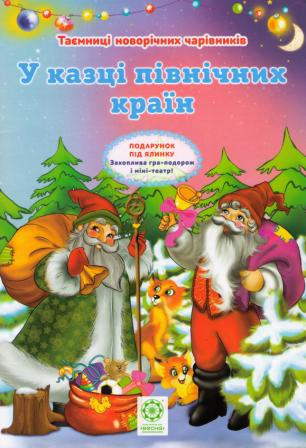 Таємниці новорічних чарівників
У казці північних
країн
ПОДАРУНОК
ПІД ЯЛИНКУ
Захоплива гра-подорож
і міні-театр!